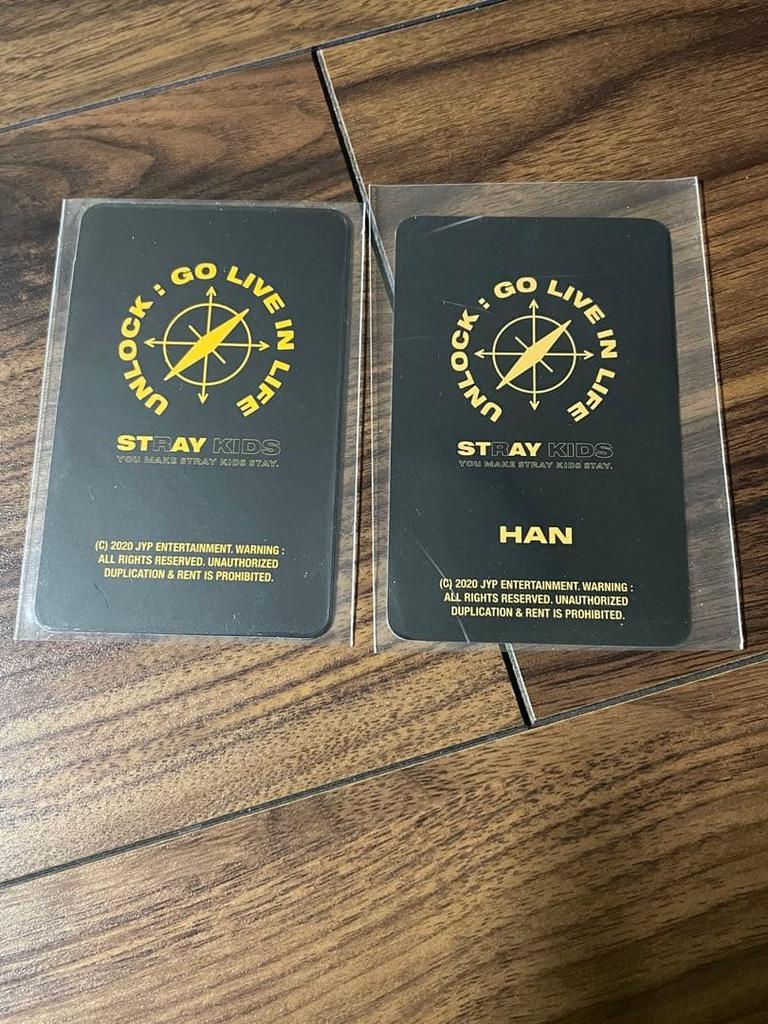 UNLOCK : GO LIVE IN LIFE
STRAY KIDS
YOU MAKE STRAY KIDS STAY.
(C) 2020 JYP ENTERTAINMENT. WARNING :
ALL RIGHTS RESERVED. UNAUTHORIZED
DUPLICATION & RENT IS PROHIBITED.
UNLOCK : GO LIVE IN LIFE
STRAY KIDS
YOU MAKE STRAY KIDS STAY.
HAN
(C) 2020 JYP ENTERTAINMENT. WARNING :
ALL RIGHTS RESERVED. UNAUTHORIZED
DUPLICATION & RENT IS PROHIBITED.